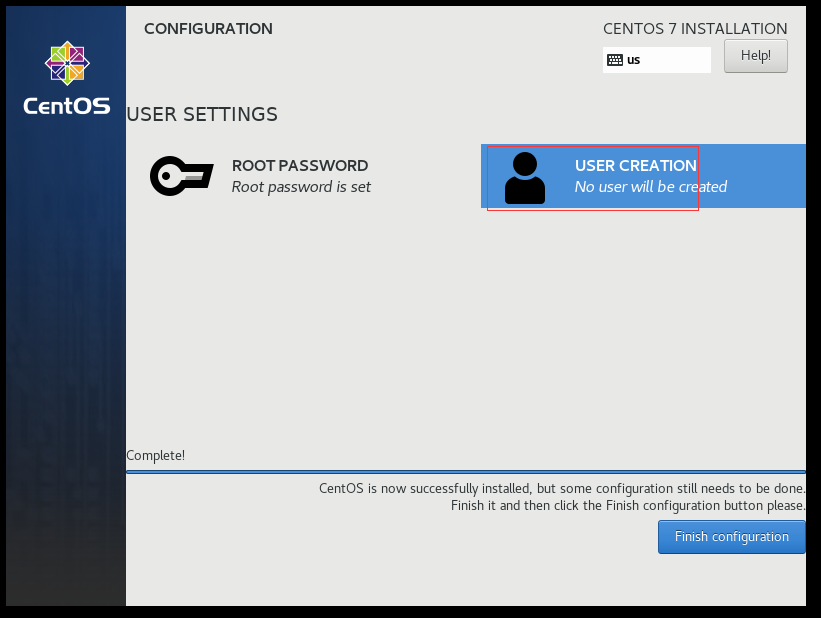 CONFIGURATION
CENTOS 7 INSTALLATION
us
Help!
CentOS
USER SETTINGS
ROOT PASSWORD
Root password is set
USER CREATION
No user will be created
Complete!
CentOS is now successfully installed, but some configuration still needs to be done.
Finish it and then click the Finish configuration button please.
Finish configuration